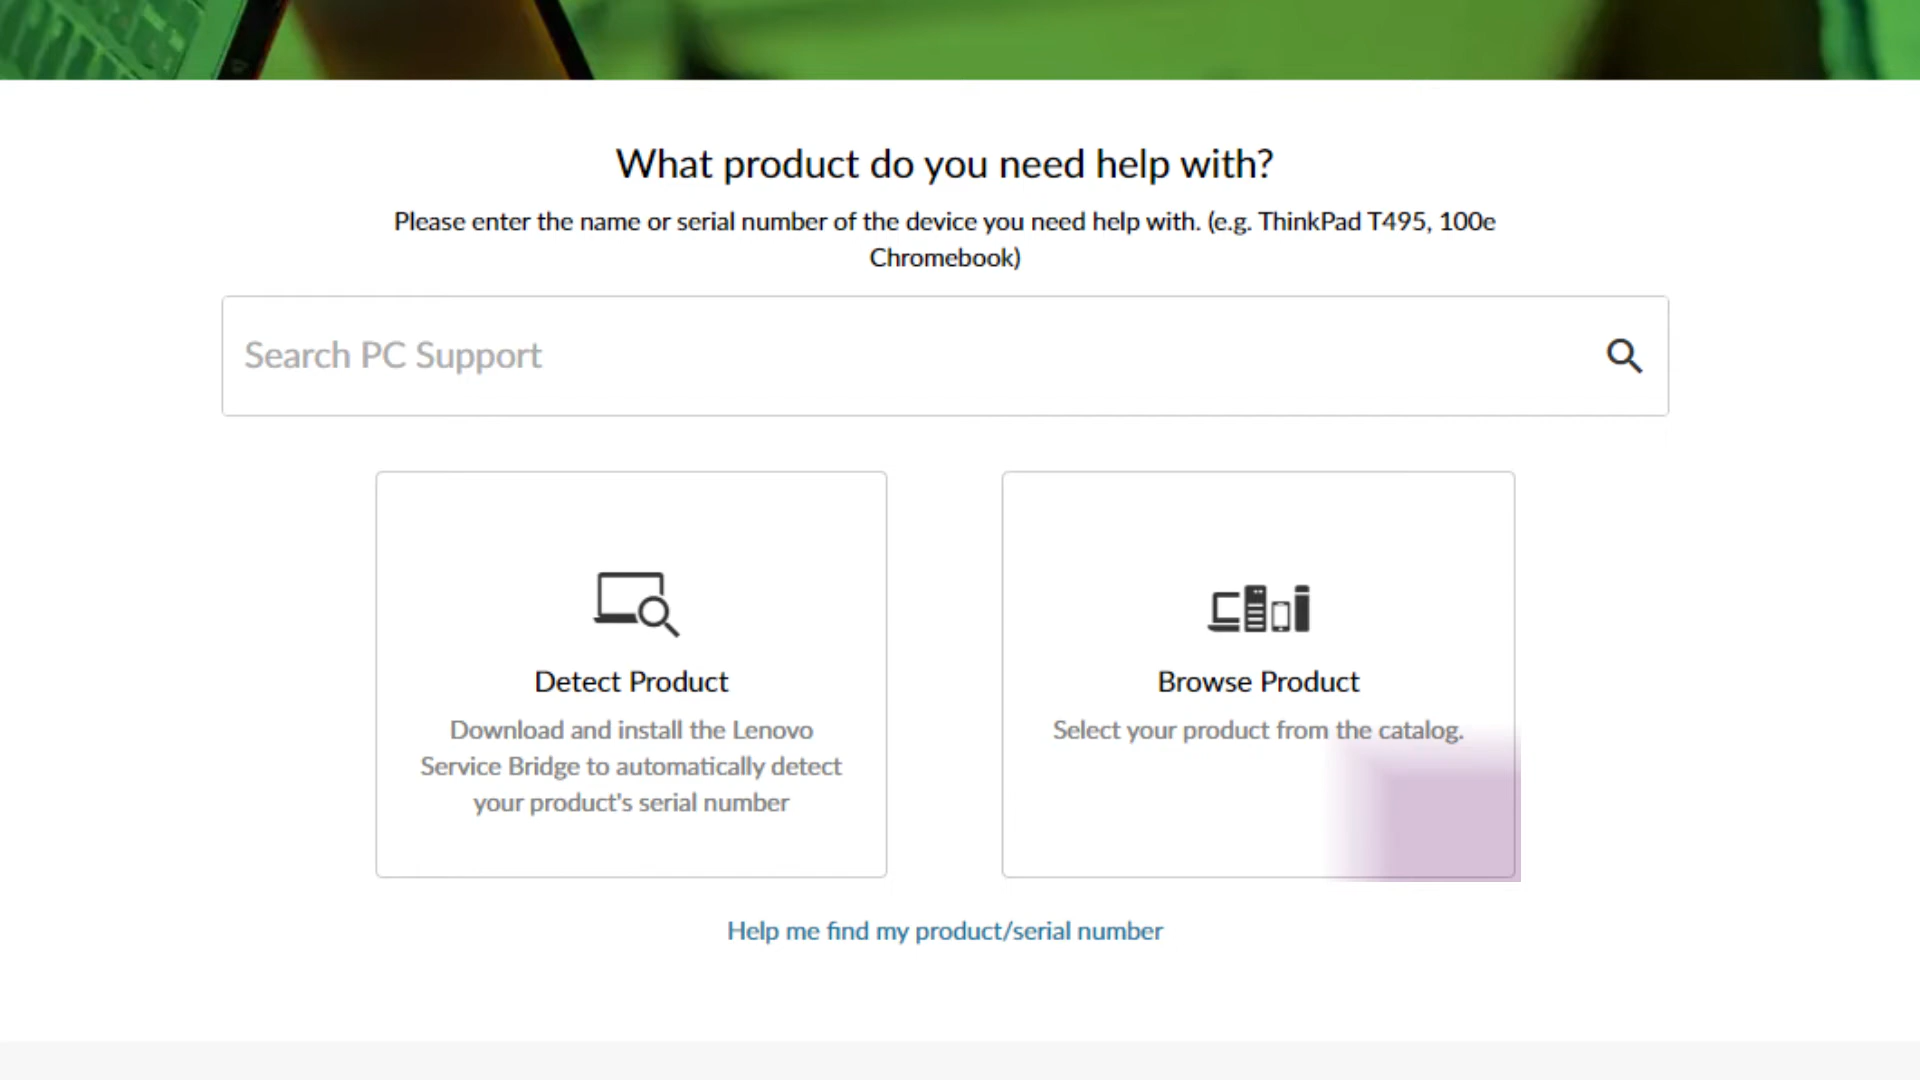 What product do you need help with?
Please enter the name or serial number of the device you need help with. (e.g. ThinkPad T495, 100e
Chromebook)
Search PC Support
Detect Product
Download and install the Lenovo
Service Bridge to automatically detect
your product's serial number
Browse Product
Select your product from the catalog.
Help me find my product/serial number